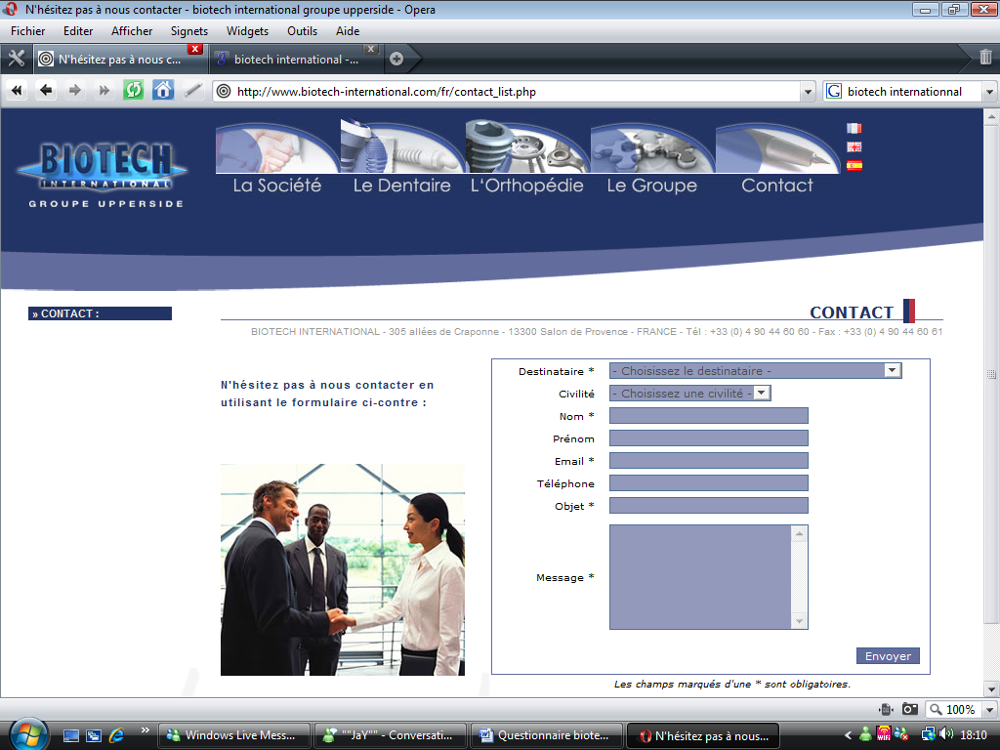 N'hésitez pas à nous contacter - biotech international groupe upperside - Opera
Fichier Editer Afficher Signets Widgets Outils Aide
N'hésitez pas à nous c... biotech international -...
http://www.biotech-international.com/fr/contact_list.php biotech internationnal
BIOTECH
INTERNATIONAL
GROUPE UPPERSIDE
La Société Le Dentaire L'Orthopédie Le Groupe Contact
» CONTACT :
CONTACT
BIOTECH INTERNATIONAL - 305 allées de Craponne - 13300 Salon de Provence - FRANCE - Tél : +33 (0) 4 90 44 60 60 - Fax : +33 (0) 4 90 44 60 61
N'hésitez pas à nous contacter en
utilisant le formulaire ci-contre :
Destinataire * - Choisissez le destinataire -
Civilité - Choisissez une civilité -
Nom *
Prénom
Email *
Téléphone
Objet *
Message *
Envoyer
Les champs marqués d'une * sont obligatoires.
100%
Windows Live Mess... ""JaY"" - Conversati... Questionnaire biote... N'hésitez pas à nous... 18:10